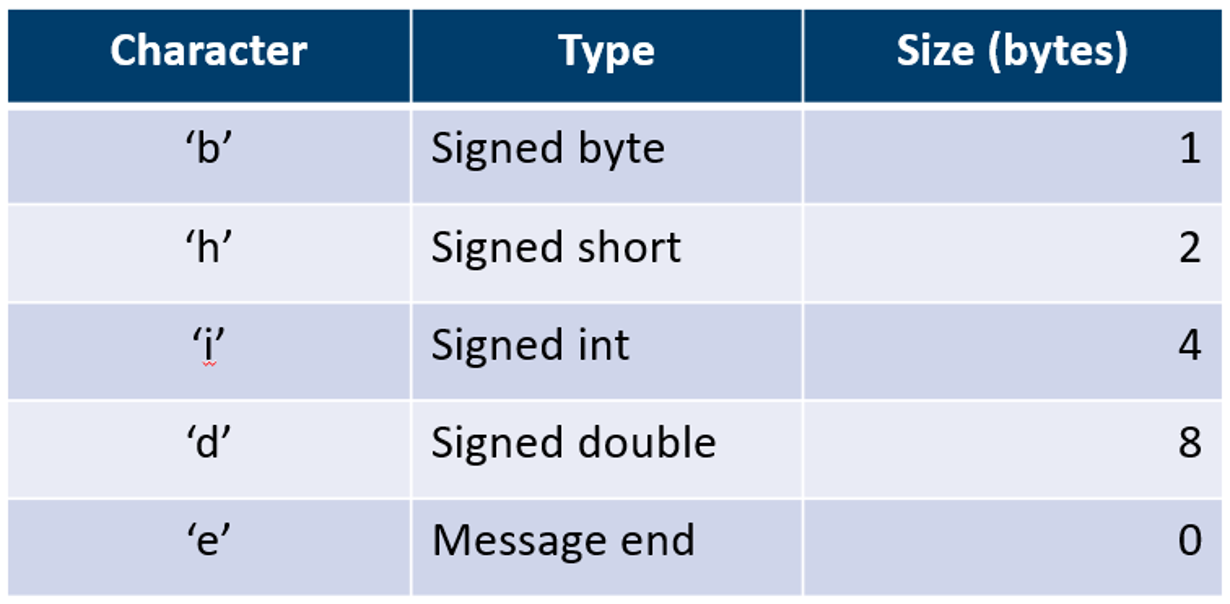 Character Type Size (bytes)
‘b’ Signed byte 1
‘h’ Signed short 2
‘i’ Signed int 4
‘d’ Signed double 8
‘e’ Message end 0